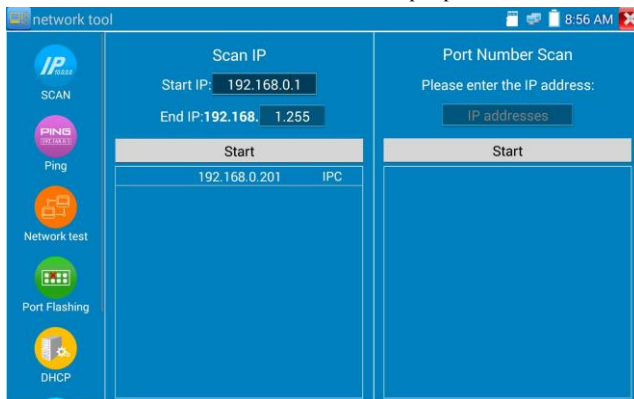 network tool
8:56 AM
IP
SCAN
PING
Ping
Network test
Port Flashing
DHCP
Scan IP
Start IP: 192.168.0.1
End IP:192.168. 1.255
Start
192.168.0.201 IPC
Port Number Scan
Please enter the IP address:
IP addresses
Start